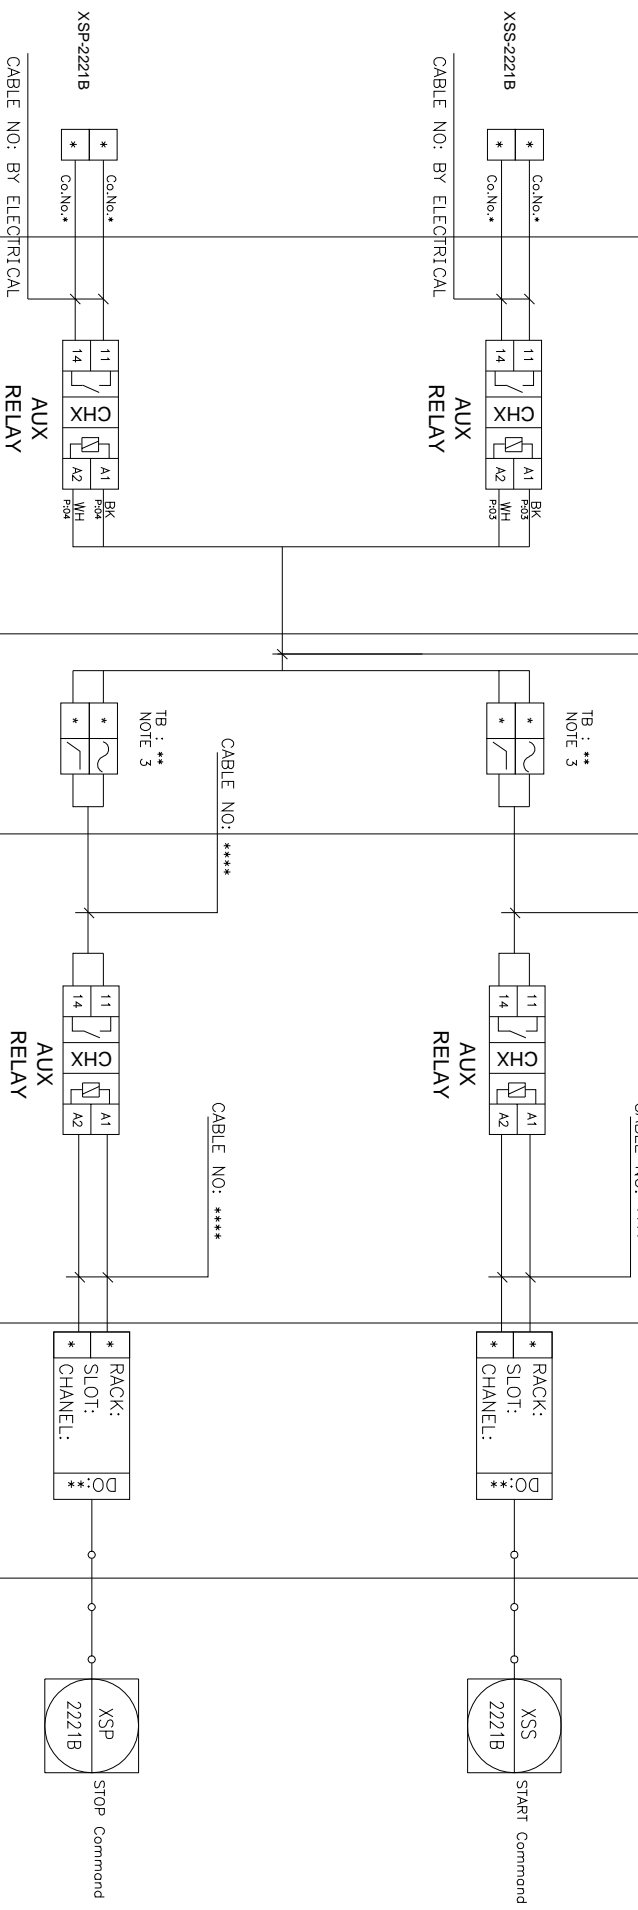 XSS-2221B
*
*
Co.No.*
Co.No.*
CABLE NO: BY ELECTRICAL
11
14
CHX
A1
A2
AUX
RELAY
BK
P:03
WH
P:03
TB : **
NOTE 3
*
*
11
14
CHX
A1
A2
AUX
RELAY
CABLE NO:
*
*
RACK:
SLOT:
CHANEL:
DO:**
XSS
2221B
START Command
XSP-2221B
*
*
Co.No.*
Co.No.*
CABLE NO: BY ELECTRICAL
11
14
CHX
A1
A2
AUX
RELAY
BK
P:04
WH
P:04
TB : **
NOTE 3
*
*
CABLE NO: ****
11
14
CHX
A1
A2
AUX
RELAY
CABLE NO: ****
*
*
RACK:
SLOT:
CHANEL:
DO:**
XSP
2221B
STOP Command